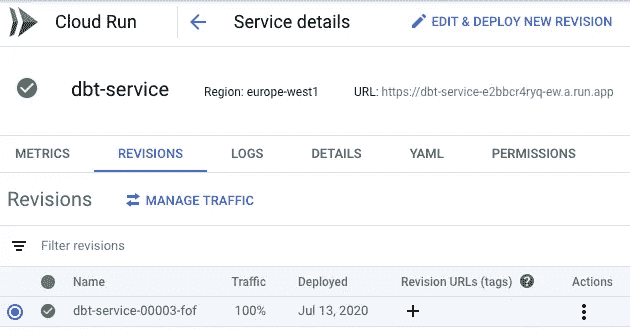 Cloud Run Service details EDIT & DEPLOY NEW REVISION
dbt-service Region: europe-west1 URL: https://dbt-service-e2bbcr4ryq-ew.a.run.app
METRICS REVISIONS LOGS DETAILS YAML PERMISSIONS
Revisions MANAGE TRAFFIC
Filter revisions
Name Traffic Deployed Revision URLs (tags) Actions
dbt-service-00003-fof 100% Jul 13, 2020